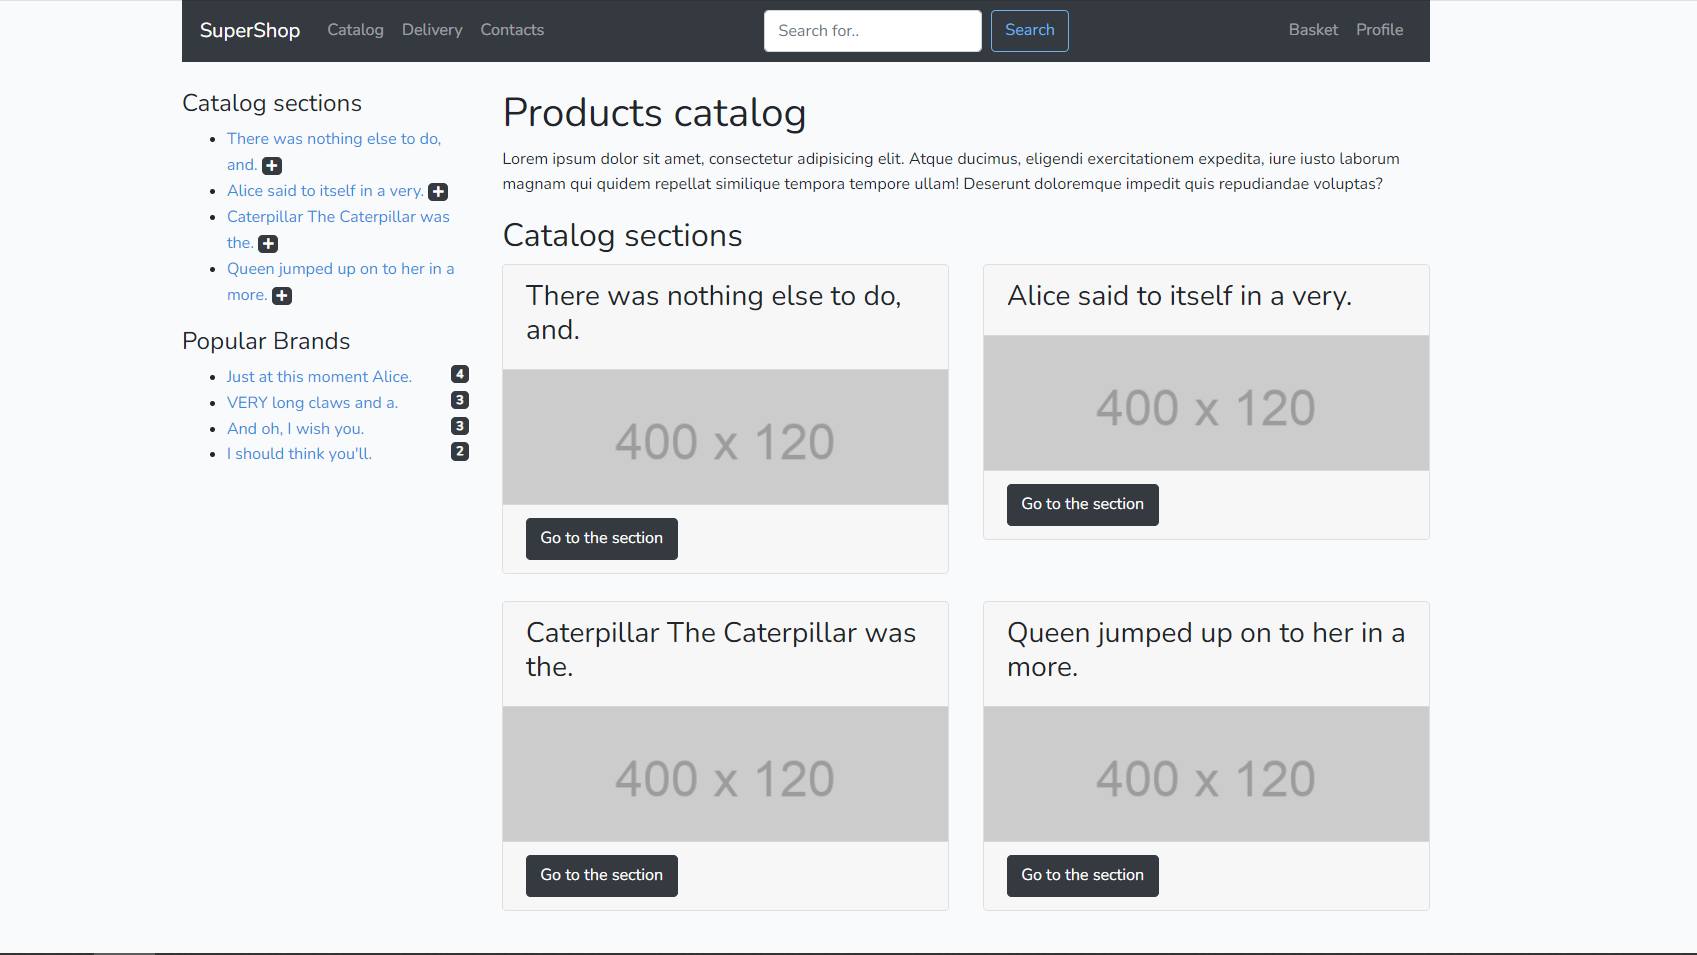 SuperShop Catalog Delivery Contacts Search for.. Search Basket Profile
Catalog sections
There was nothing else to do,
and.
Alice said to itself in a very.
Caterpillar The Caterpillar was
the.
Queen jumped up on to her in a
more.
Popular Brands
Just at this moment Alice. 4
VERY long claws and a. 3
And oh, I wish you. 3
I should think you'll. 2
Products catalog
Lorem ipsum dolor sit amet, consectetur adipisicing elit. Atque ducimus, eligendi exercitationem expedita, iure iusto laborum
magnam qui quidem repellat similique tempora tempore ullam! Deserunt doloremque impedit quis repudiandae voluptas?
Catalog sections
There was nothing else to do,
and.
400 x 120
Go to the section
Alice said to itself in a very.
400 x 120
Go to the section
Caterpillar The Caterpillar was
the.
400 x 120
Go to the section
Queen jumped up on to her in a
more.
400 x 120
Go to the section